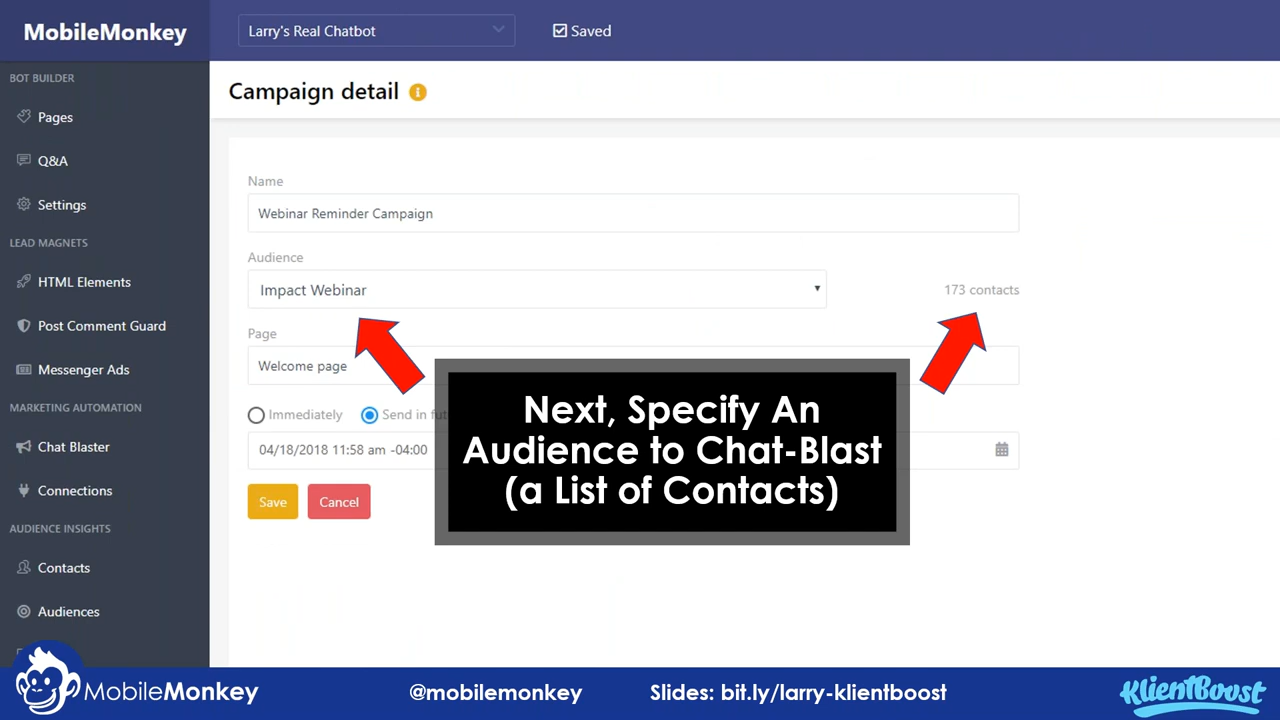 MobileMonkey
Larry's Real Chatbot
Saved
BOT BUILDER
Pages
Q&A
Settings
LEAD MAGNETS
HTML Elements
Post Comment Guard
Messenger Ads
MARKETING AUTOMATION
Chat Blaster
Connections
AUDIENCE INSIGHTS
Contacts
Audiences
Campaign detail
Name
Webinar Reminder Campaign
Audience
Impact Webinar
173 contacts
Page
Welcome page
Immediately
Send in fut
04/18/2018 11:58 am -04:00
Save
Cancel
Next, Specify An
Audience to Chat-Blast
(a List of Contacts)
MobileMonkey
@mobilemonkey
Slides: bit.ly/larry-klientboost
KlientBoost